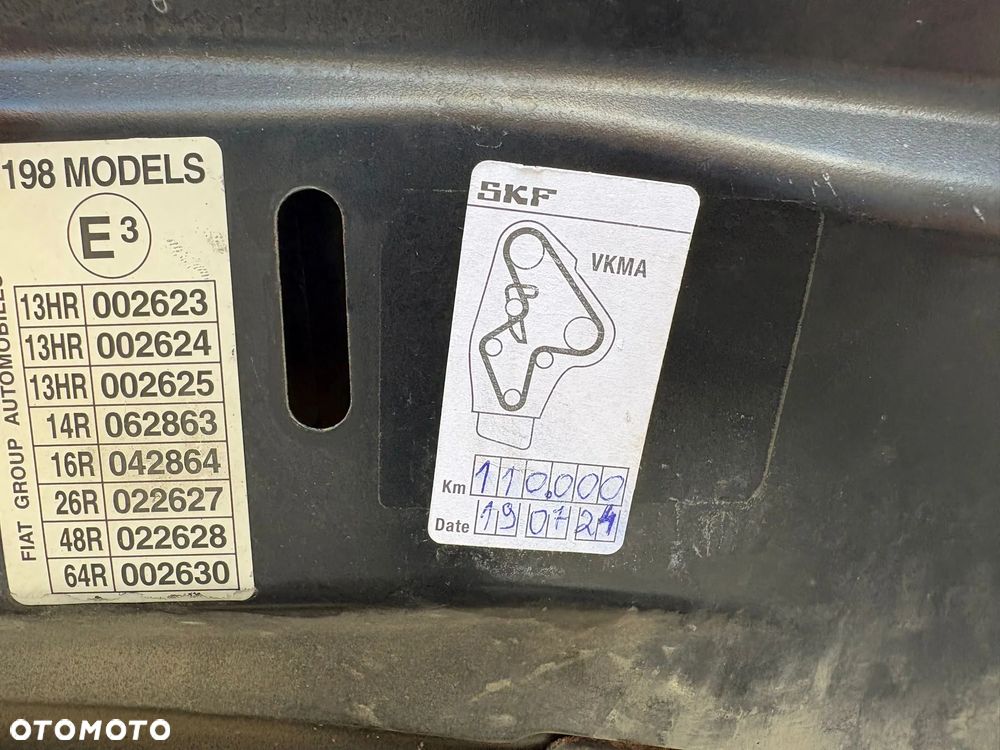 198 MODELS
E3
13HR 002623
13HR 002624
13HR 002625
14R 062863
16R 042864
26R 022627
48R 022628
64R 002630
FIAT GROUP AUTOMOBILES
SKF
VKMA
Km 110.000
Date 19 07 24
OTOMOTO